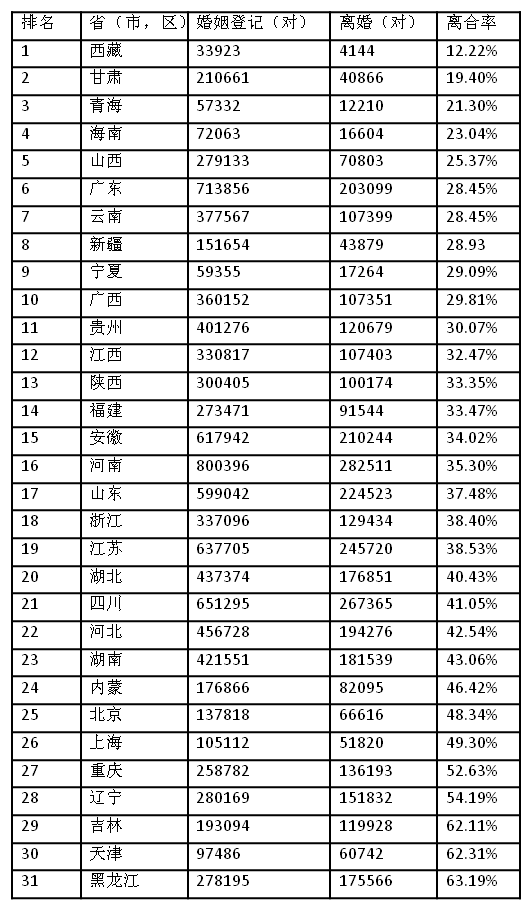 排名 省（市，区） 婚姻登记（对） 离婚（对） 离合率
1 西藏 33923 4144 12.22%
2 甘肃 210661 40866 19.40%
3 青海 57332 12210 21.30%
4 海南 72063 16604 23.04%
5 山西 279133 70803 25.37%
6 广东 713856 203099 28.45%
7 云南 377567 107399 28.45%
8 新疆 151654 43879 28.93
9 宁夏 59355 17264 29.09%
10 广西 360152 107351 29.81%
11 贵州 401276 120679 30.07%
12 江西 330817 107403 32.47%
13 陕西 300405 100174 33.35%
14 福建 273471 91544 33.47%
15 安徽 617942 210244 34.02%
16 河南 800396 282511 35.30%
17 山东 599042 224523 37.48%
18 浙江 337096 129434 38.40%
19 江苏 637705 245720 38.53%
20 湖北 437374 176851 40.43%
21 四川 651295 267365 41.05%
22 河北 456728 194276 42.54%
23 湖南 421551 181539 43.06%
24 内蒙 176866 82095 46.42%
25 北京 137818 66616 48.34%
26 上海 105112 51820 49.30%
27 重庆 258782 136193 52.63%
28 辽宁 280169 151832 54.19%
29 吉林 193094 119928 62.11%
30 天津 97486 60742 62.31%
31 黑龙江 278195 175566 63.19%